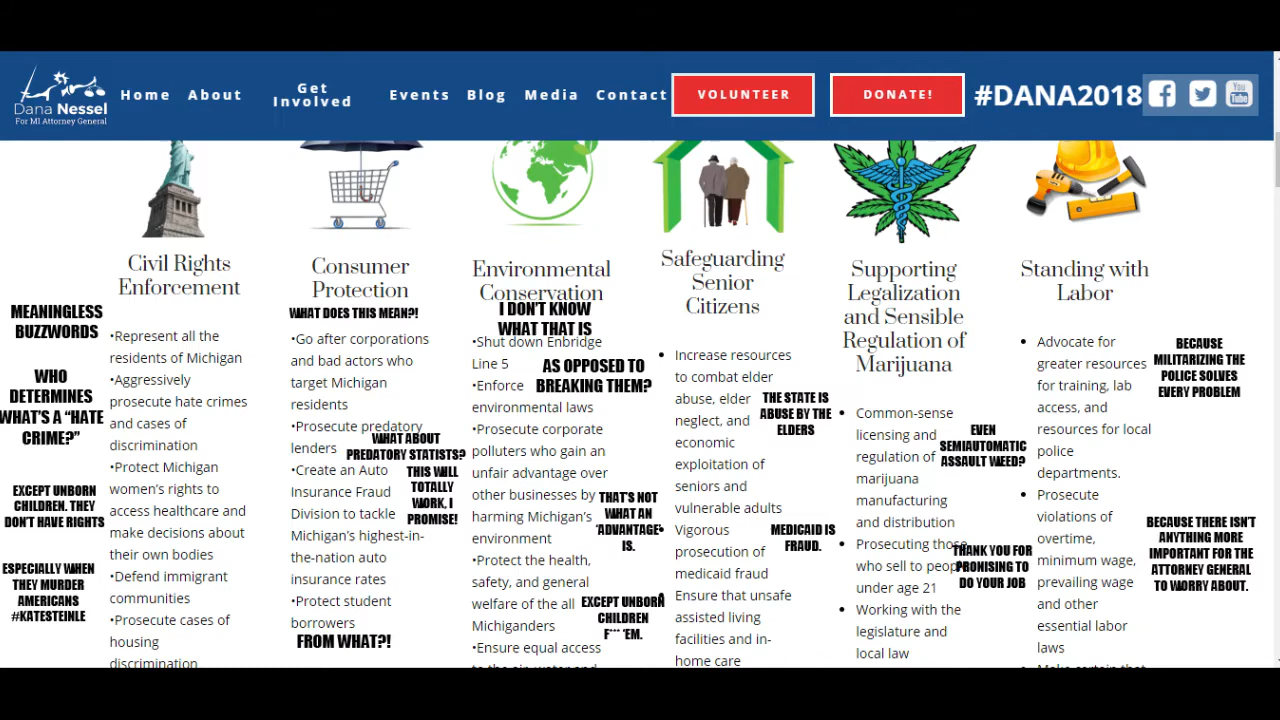 Dana Nessel
For MI Attorney General
Home
About
Get
Involved
Events
Blog
Media
Contact
VOLUNTEER
DONATE!
#DANA2018
You
Tube
Civil Rights
Enforcement
MEANINGLESS
BUZZWORDS
•Represent all the
residents of Michigan
•Aggressively
prosecute hate crimes
and cases of
discrimination
WHO
DETERMINES
WHAT'S A "HATE
CRIME?"
•Protect Michigan
women's rights to
access healthcare and
make decisions about
their own bodies
EXCEPT UNBORN
CHILDREN. THEY
DON'T HAVE RIGHTS
•Defend immigrant
communities
ESPECIALLY WHEN
THEY MURDER
AMERICANS
#KATESTEINLE
•Prosecute cases of
housing
discrimination
Consumer
Protection
WHAT DOES THIS MEAN?!
•Go after corporations
and bad actors who
target Michigan
residents
•Prosecute predatory
lenders
WHAT ABOUT
PREDATORY STATISTS?
•Create an Auto
Insurance Fraud
Division to tackle
Michigan's highest-in-
the-nation auto
insurance rates
THIS WILL
TOTALLY
WORK, I
PROMISE!
•Protect student
borrowers
FROM WHAT?!
Environmental
Conservation
I DON'T KNOW
WHAT THAT IS
•Shut down Enbridge
Line 5
•Enforce
environmental laws
AS OPPOSED TO
BREAKING THEM?
•Prosecute corporate
polluters who gain an
unfair advantage over
other businesses by
harming Michigan's
environment
THAT'S NOT
WHAT AN
'ADVANTAGE'
IS.
•Protect the health,
safety, and general
welfare of the all
Michiganders
EXCEPT UNBORN
CHILDREN
F*** 'EM.
•Ensure equal access
to the air, water and
Safeguarding
Senior
Citizens
Increase resources
to combat elder
abuse, elder
neglect, and
economic
exploitation of
seniors and
vulnerable adults
THE STATE IS
ABUSE BY THE
ELDERS
Vigorous
prosecution of
medicaid fraud
MEDICAID IS
FRAUD.
Ensure that unsafe
assisted living
facilities and in-
home care
Supporting
Legalization
and Sensible
Regulation of
Marijuana
Common-sense
licensing and
regulation of
marijuana
manufacturing
and distribution
EVEN
SEMIAUTOMATIC
ASSAULT WEED?
Prosecuting those
who sell to people
under age 21
THANK YOU FOR
PROMISING TO
DO YOUR JOB
Working with the
legislature and
local law
Standing with
Labor
Advocate for
greater resources
for training, lab
access, and
resources for local
police
departments.
BECAUSE
MILITARIZING THE
POLICE SOLVES
EVERY PROBLEM
Prosecute
violations of
overtime,
minimum wage,
prevailing wage
and other
essential labor
laws
BECAUSE THERE ISN'T
ANYTHING MORE
IMPORTANT FOR THE
ATTORNEY GENERAL
TO WORRY ABOUT.
Make certain that